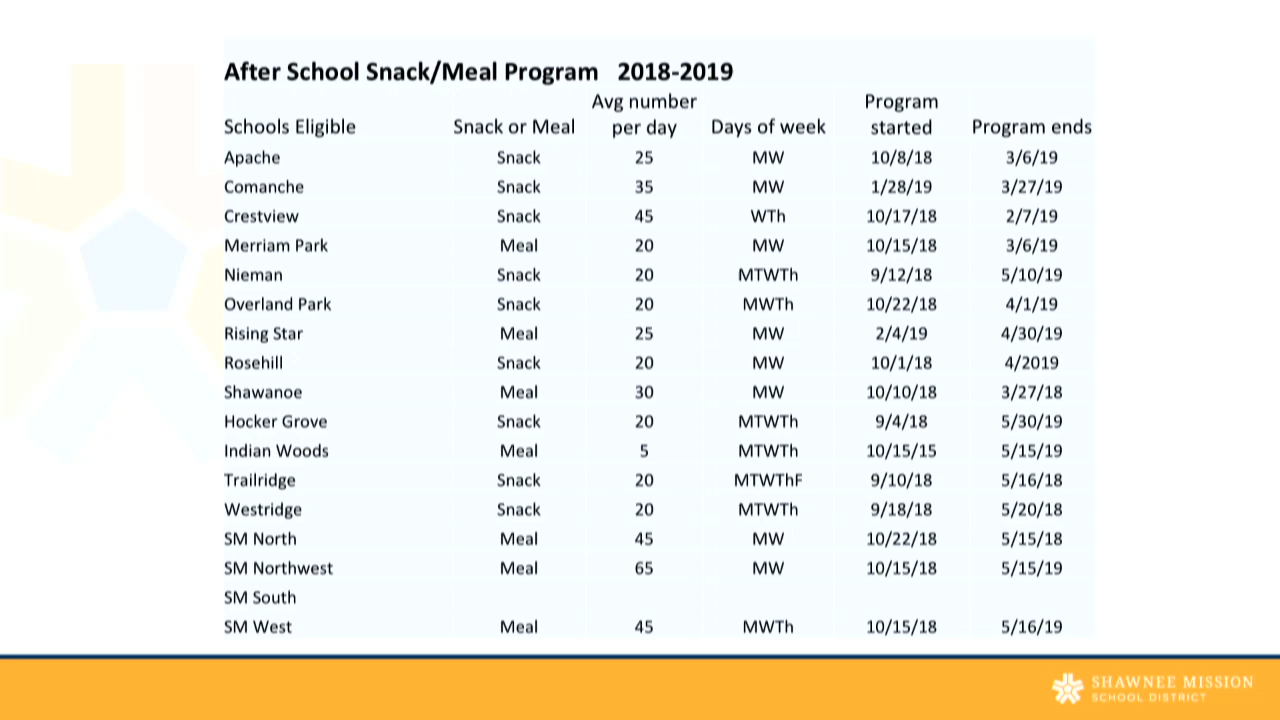 After School Snack/Meal Program 2018-2019
Avg number Program
Schools Eligible Snack or Meal per day Days of week started Program ends
Apache Snack 25 MW 10/8/18 3/6/19
Comanche Snack 35 MW 1/28/19 3/27/19
Crestview Snack 45 WTh 10/17/18 2/7/19
Merriam Park Meal 20 MW 10/15/18 3/6/19
Nieman Snack 20 MTWTh 9/12/18 5/10/19
Overland Park Snack 20 MWTh 10/22/18 4/1/19
Rising Star Meal 25 MW 2/4/19 4/30/19
Rosehill Snack 20 MW 10/1/18 4/2019
Shawanoe Meal 30 MW 10/10/18 3/27/18
Hocker Grove Snack 20 MTWTh 9/4/18 5/30/19
Indian Woods Meal 5 MTWTh 10/15/15 5/15/19
Trailridge Snack 20 MTWThF 9/10/18 5/16/18
Westridge Snack 20 MTWTh 9/18/18 5/20/18
SM North Meal 45 MW 10/22/18 5/15/18
SM Northwest Meal 65 MW 10/15/18 5/15/19
SM South
SM West Meal 45 MWTh 10/15/18 5/16/19
SHAWNEE MISSION
SCHOOL DISTRICT